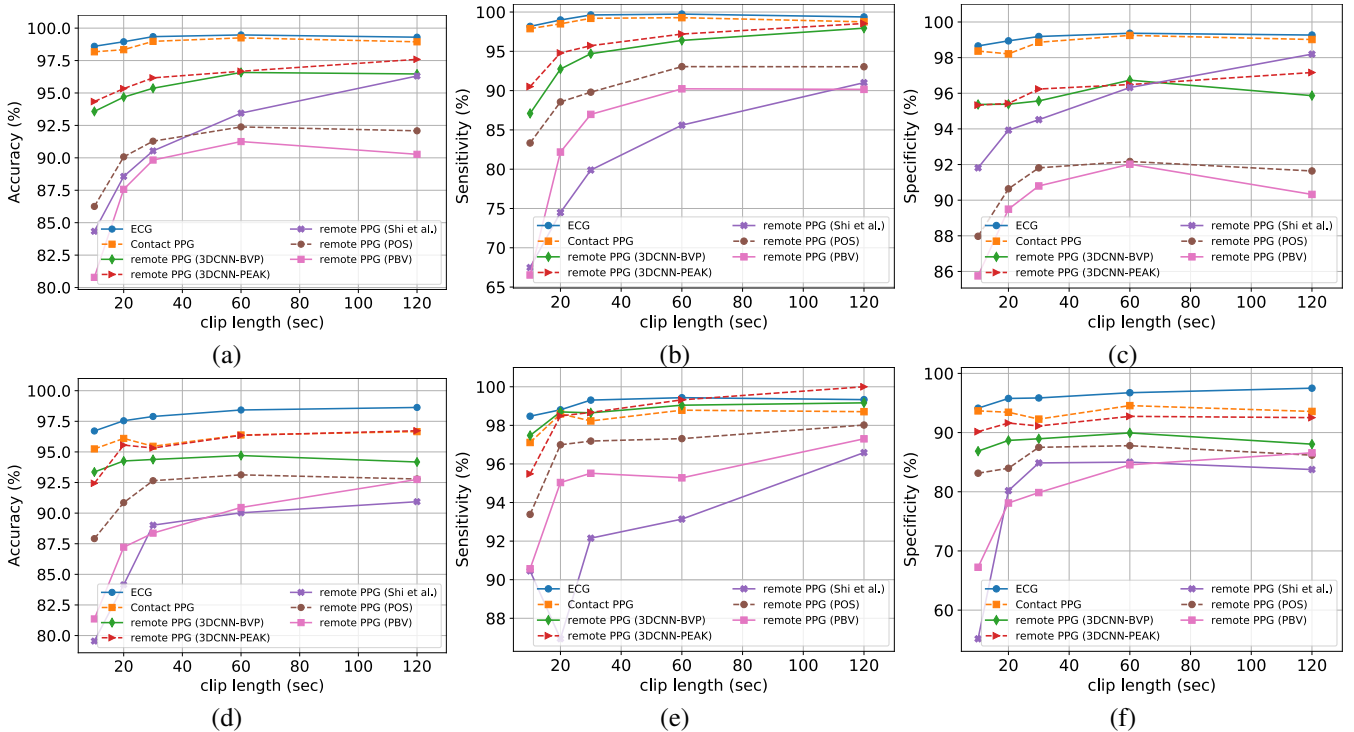 100.0
97.5
95.0
92.5
90.0
87.5
85.0
82.5
80.0
Accuracy (%)
20 40 60 80 100 120
clip length (sec)
ECG
Contact PPG
remote PPG (3DCNN-BVP)
remote PPG (3DCNN-PEAK)
remote PPG (Shi et al.)
remote PPG (POS)
remote PPG (PBV)
(a)
100
95
90
85
80
75
70
65
Sensitivity (%)
20 40 60 80 100 120
clip length (sec)
ECG
Contact PPG
remote PPG (3DCNN-BVP)
remote PPG (3DCNN-PEAK)
remote PPG (Shi et al.)
remote PPG (POS)
remote PPG (PBV)
(b)
100
98
96
94
92
90
88
86
Specificity (%)
20 40 60 80 100 120
clip length (sec)
ECG
Contact PPG
remote PPG (3DCNN-BVP)
remote PPG (3DCNN-PEAK)
remote PPG (Shi et al.)
remote PPG (POS)
remote PPG (PBV)
(c)
100.0
97.5
95.0
92.5
90.0
87.5
85.0
82.5
80.0
Accuracy (%)
20 40 60 80 100 120
clip length (sec)
ECG
Contact PPG
remote PPG (3DCNN-BVP)
remote PPG (3DCNN-PEAK)
remote PPG (Shi et al.)
remote PPG (POS)
remote PPG (PBV)
(d)
100
98
96
94
92
90
88
Sensitivity (%)
20 40 60 80 100 120
clip length (sec)
ECG
Contact PPG
remote PPG (3DCNN-BVP)
remote PPG (3DCNN-PEAK)
remote PPG (Shi et al.)
remote PPG (POS)
remote PPG (PBV)
(e)
100
90
80
70
60
Specificity (%)
20 40 60 80 100 120
clip length (sec)
ECG
Contact PPG
remote PPG (3DCNN-BVP)
remote PPG (3DCNN-PEAK)
remote PPG (Shi et al.)
remote PPG (POS)
remote PPG (PBV)
(f)